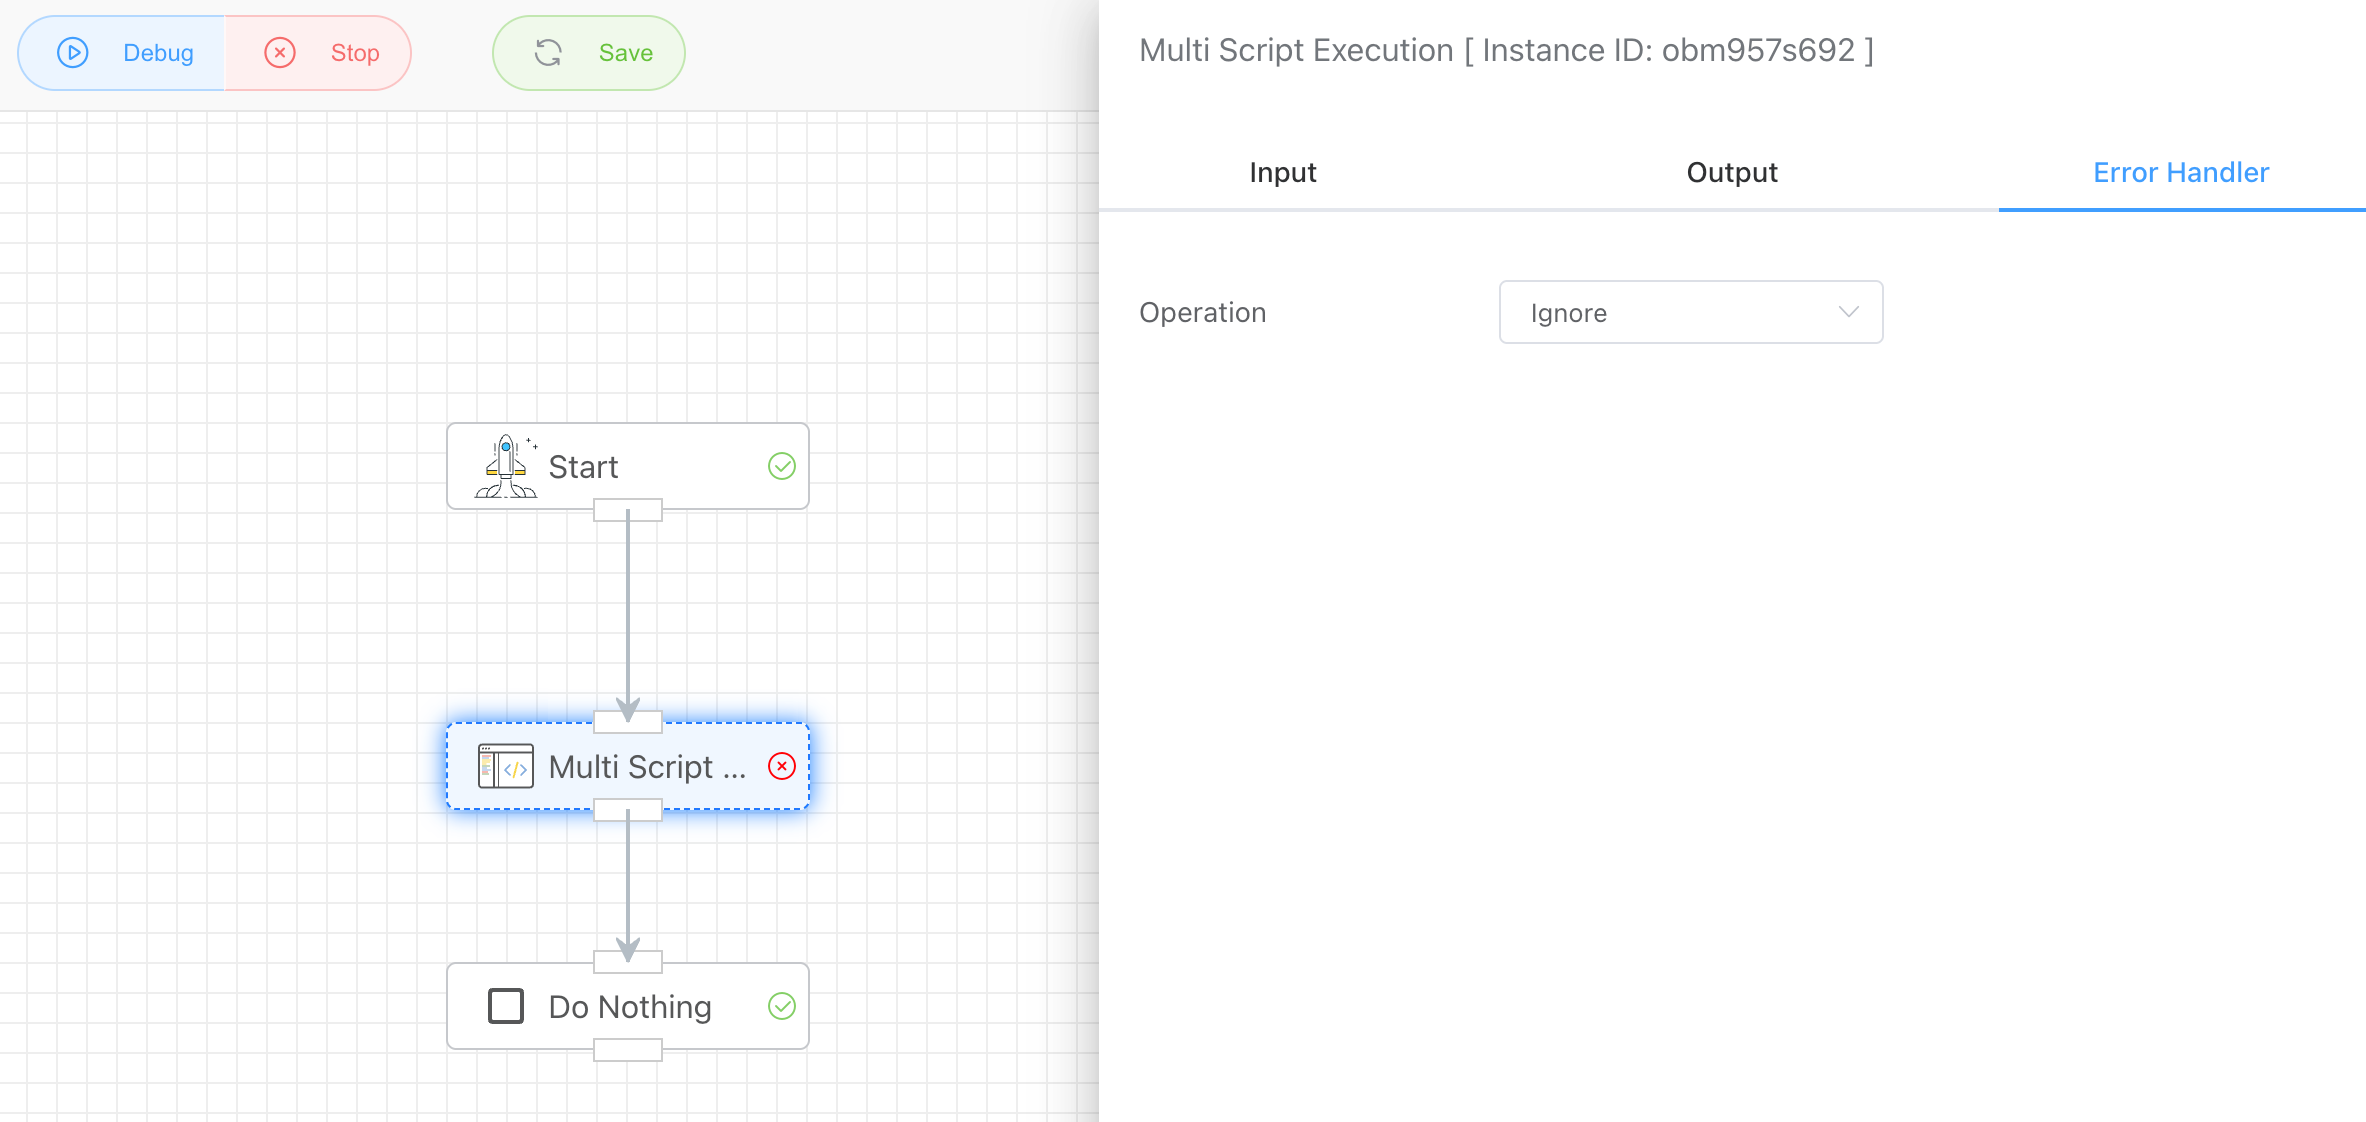 Debug Stop Save
Multi Script Execution [ Instance ID: obm957s692 ]
Input Output Error Handler
Operation Ignore
Start
Multi Script ...
Do Nothing